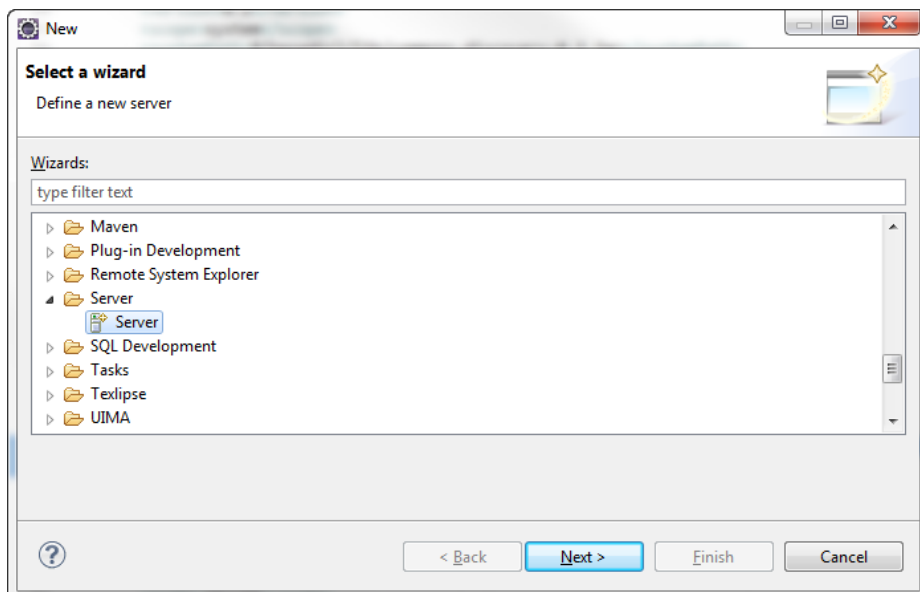 New
Select a wizard
Define a new server
Wizards:
type filter text
Maven
Plug-in Development
Remote System Explorer
Server
Server
SQL Development
Tasks
Texlipse
UIMA
?
< Back Next > Finish Cancel